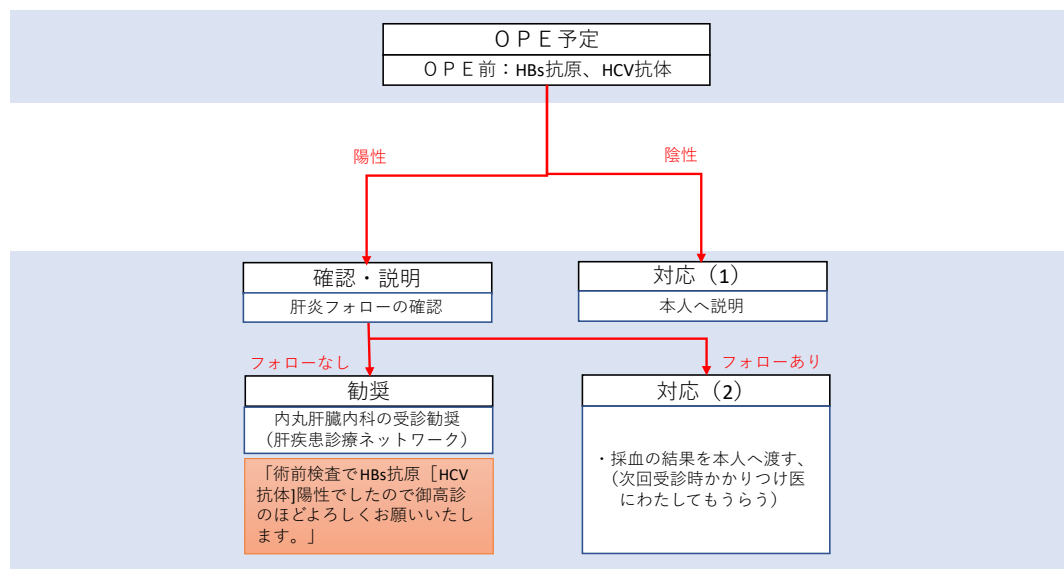 ＯＰＥ予定
ＯＰＥ前：HBs抗原、HCV抗体
陽性
陰性
確認・説明
肝炎フォローの確認
対応（1）
本人へ説明
フォローなし
フォローあり
勧奨
内丸肝臓内科の受診勧奨
（肝疾患診療ネットワーク）
「術前検査でHBs抗原［HCV
抗体]陽性でしたので御高診
のほどよろしくお願いいたし
ます。」
対応（2）
・採血の結果を本人へ渡す、
（次回受診時かかりつけ医
にわたしてもうらう）